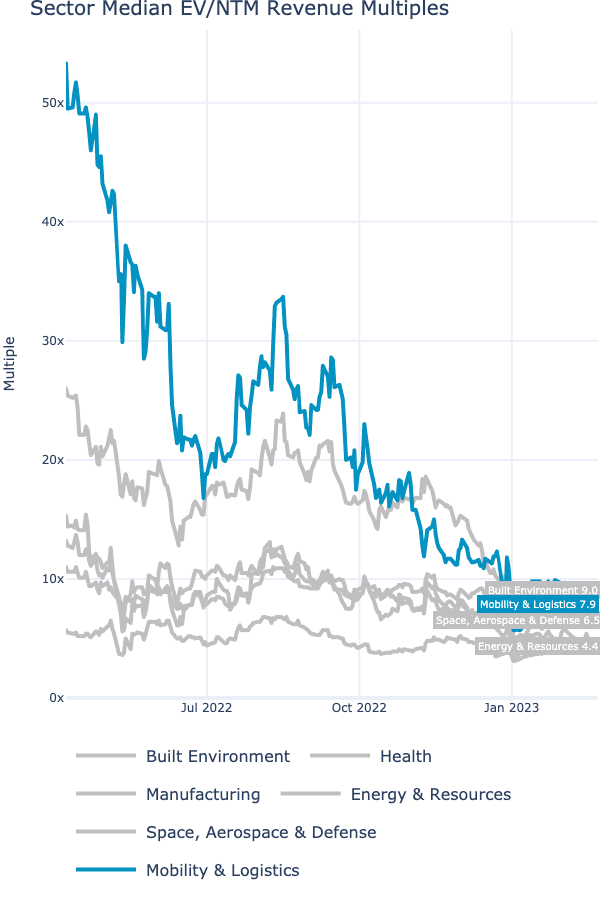 Sector Median EV/NTM Revenue Multiples
Multiple
50x
40x
30x
20x
10x
0x
Built Environment 9.0
Mobility & Logistics 7.9
Space, Aerospace & Defense 6.5
Energy & Resources 4.4
Jul 2022
Oct 2022
Jan 2023
Built Environment
Health
Manufacturing
Energy & Resources
Space, Aerospace & Defense
Mobility & Logistics